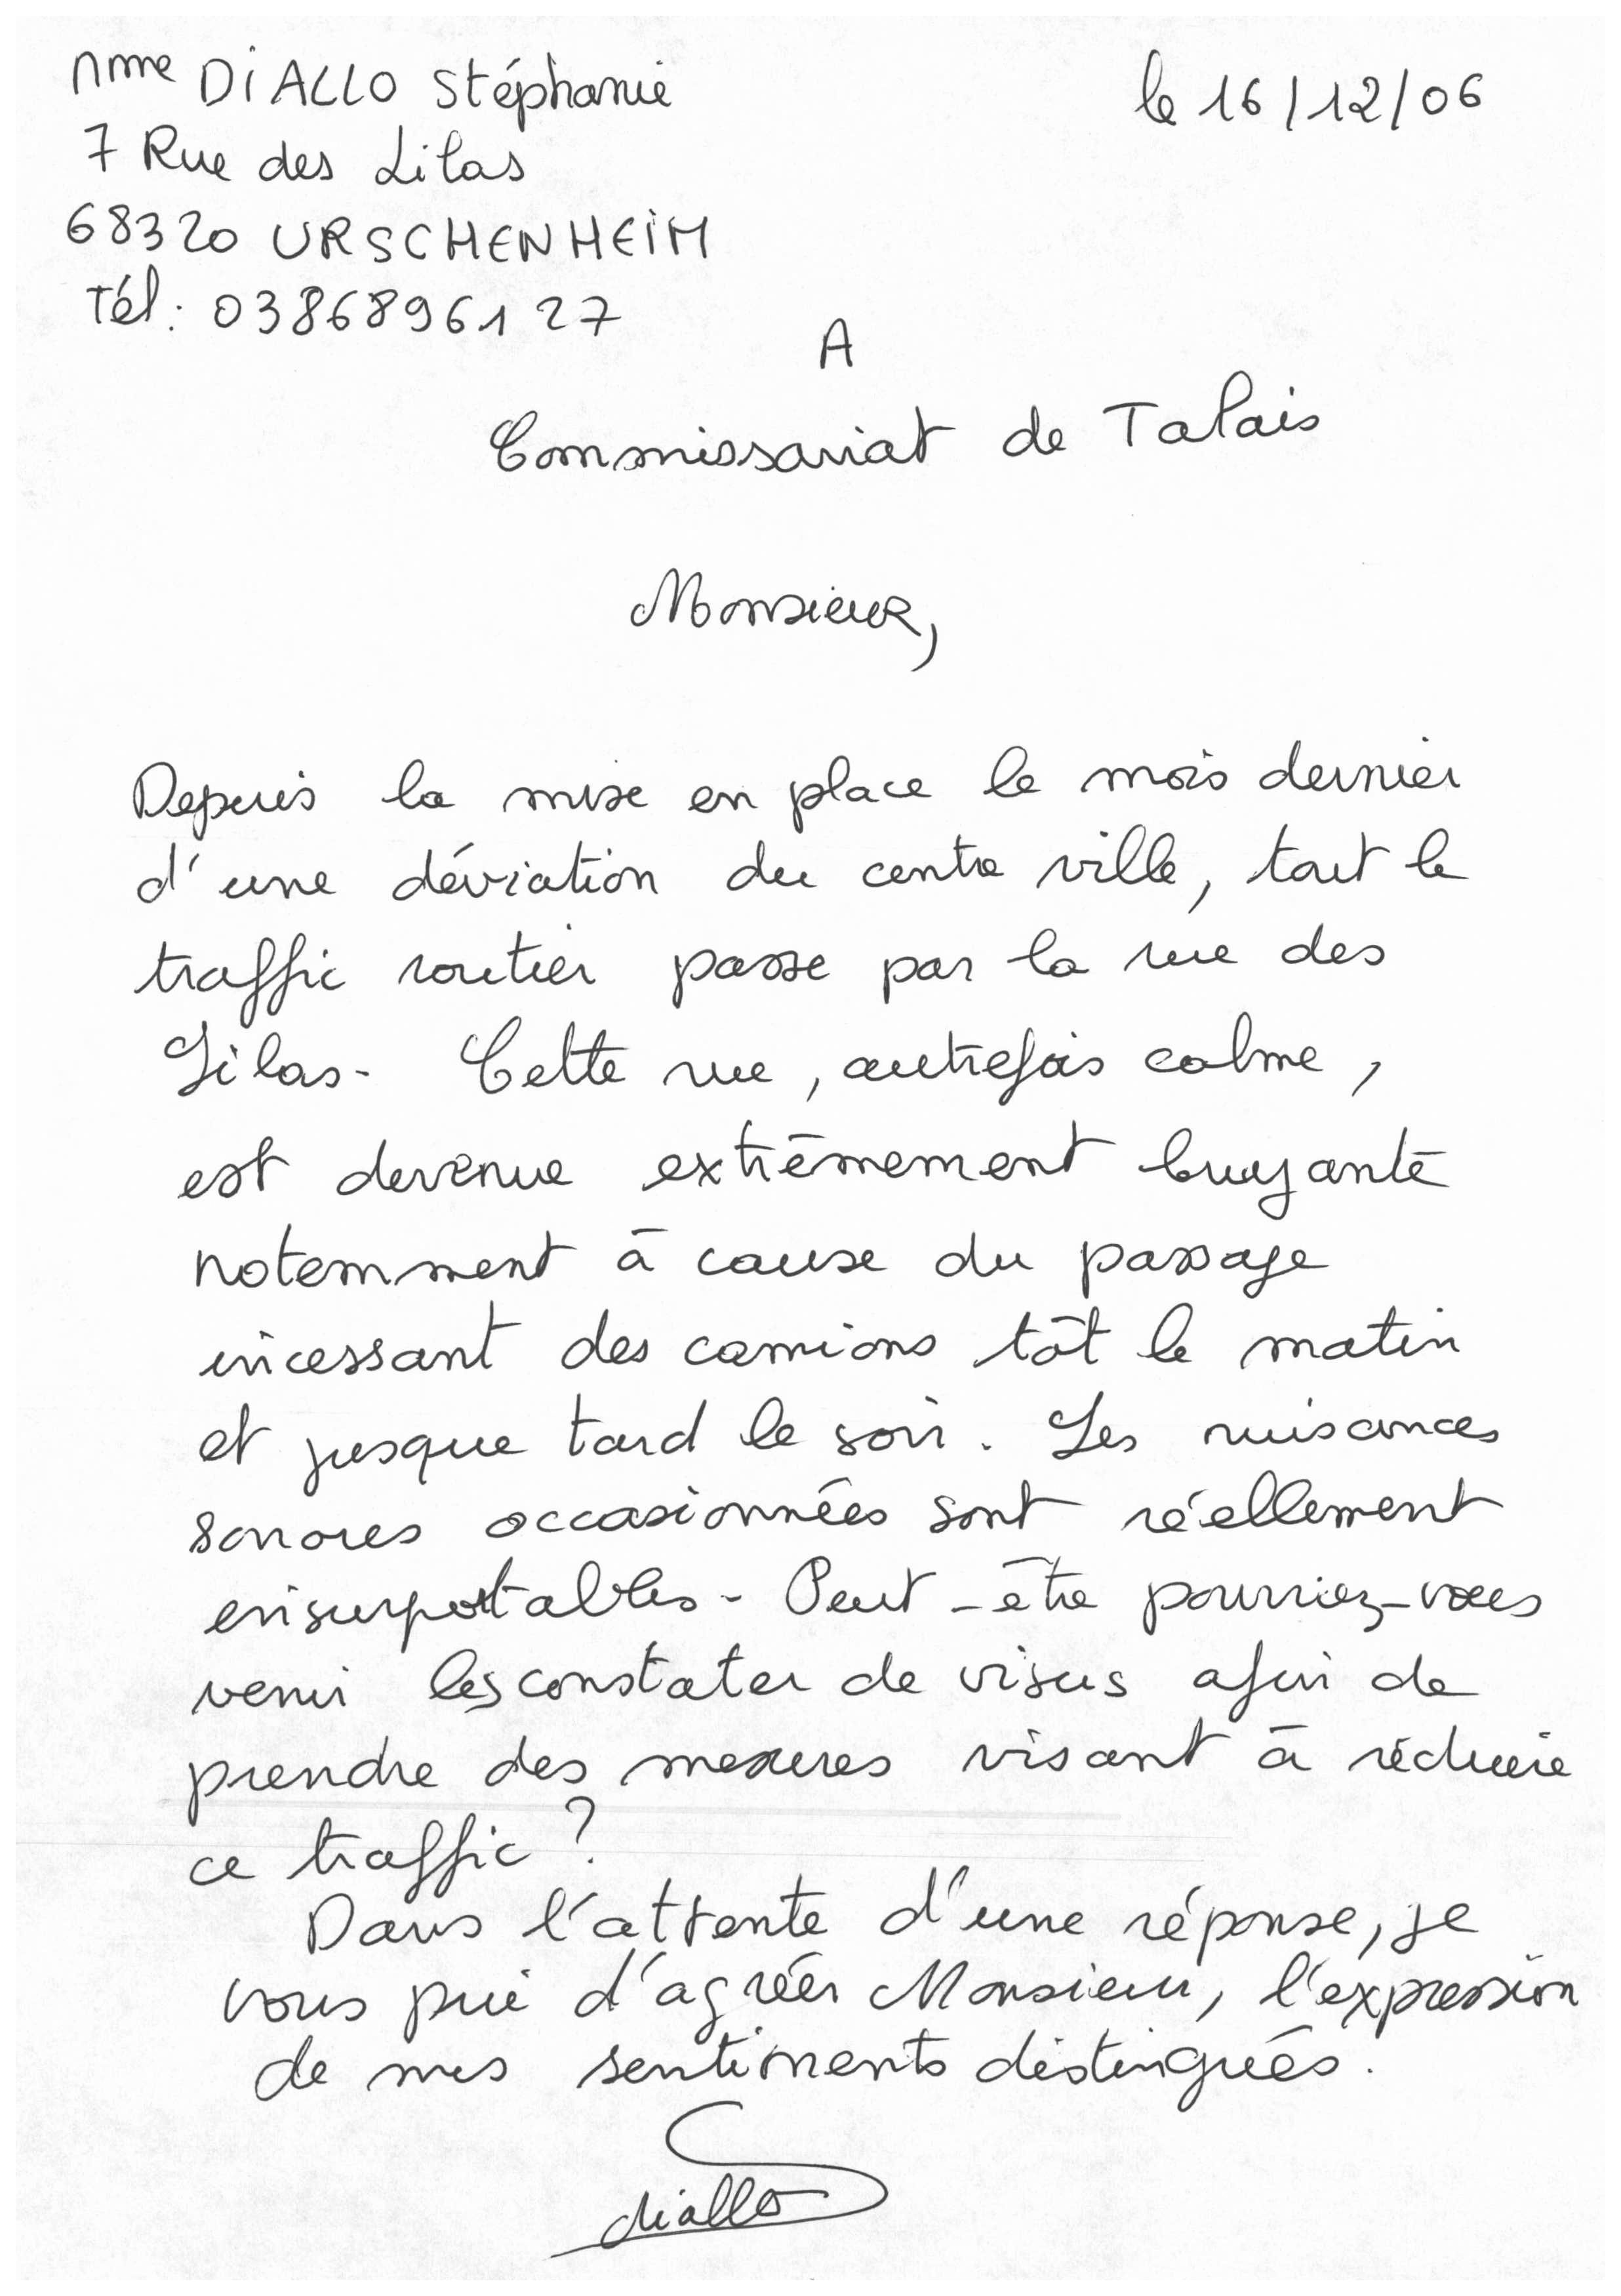 Mme DIALLO Stéphanie
le 16/12/06
7 Rue des Lilas
68320 URSCHENHEIM
Tél: 0386896127
A
Commissariat de Talais
Monsieur,
Depuis la mise en place le mois dernier
d'une déviation du centre ville, tout le
traffic routier passe par la rue des
Lilas. Cette rue, autrefois calme,
est devenue extrêmement bruyante
notemment à cause du passage
incessant des camions tôt le matin
et jusque tard le soir. Les nuisances
sonores occasionnées sont réellement
insurportables. Peut-être pourriez-vous
venir les constater de visus afin de
prendre des mesures visant à réduire
ce traffic ?
Dans l'attente d'une réponse, je
vous prie d'agréer Monsieur, l'expression
de mes sentiments distingués.
diallo